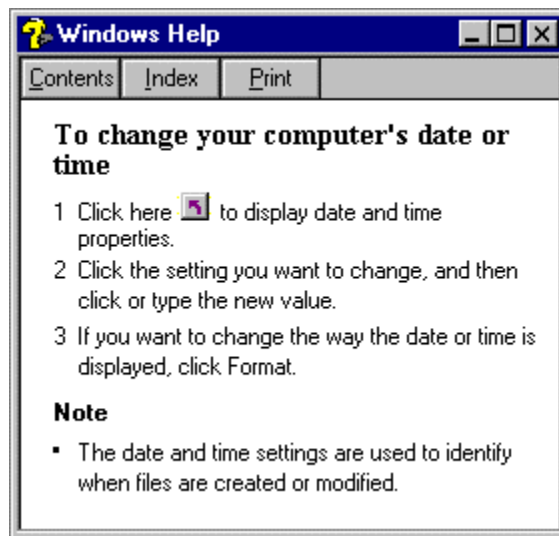 Windows Help
Contents Index Print
To change your computer's date or
time
1 Click here to display date and time
properties.
2 Click the setting you want to change, and then
click or type the new value.
3 If you want to change the way the date or time is
displayed, click Format.
Note
▪ The date and time settings are used to identify
when files are created or modified.